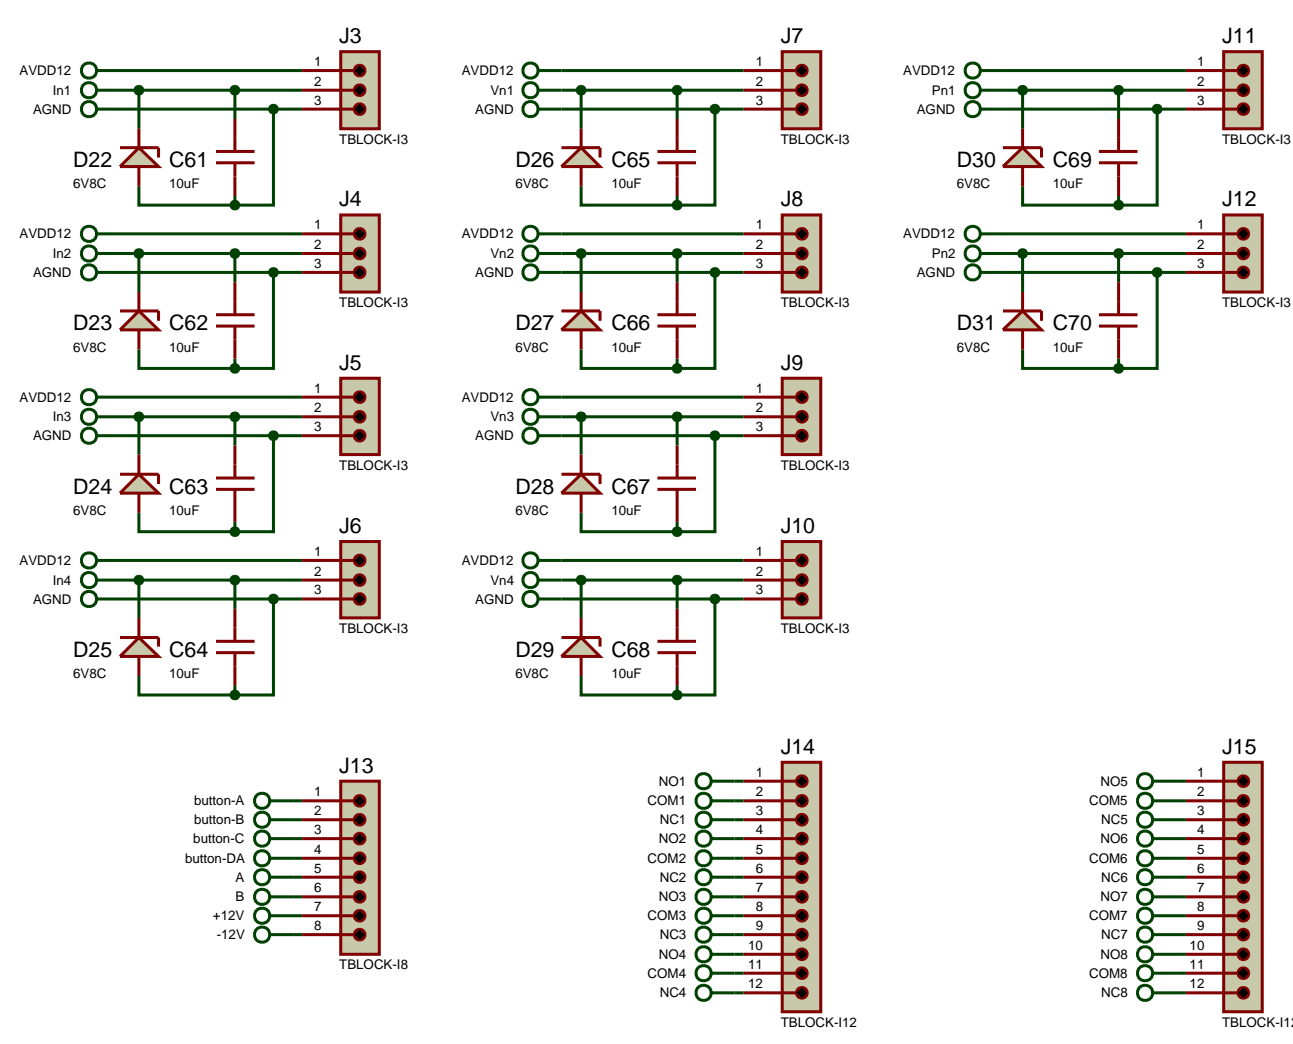 J3
1
AVDD12
2
In1
3
AGND
TBLOCK-I3
D22
6V8C
C61
10uF
J4
1
AVDD12
2
In2
3
AGND
TBLOCK-I3
D23
6V8C
C62
10uF
J5
1
AVDD12
2
In3
3
AGND
TBLOCK-I3
D24
6V8C
C63
10uF
J6
1
AVDD12
2
In4
3
AGND
TBLOCK-I3
D25
6V8C
C64
10uF
J7
1
AVDD12
2
Vn1
3
AGND
TBLOCK-I3
D26
6V8C
C65
10uF
J8
1
AVDD12
2
Vn2
3
AGND
TBLOCK-I3
D27
6V8C
C66
10uF
J9
1
AVDD12
2
Vn3
3
AGND
TBLOCK-I3
D28
6V8C
C67
10uF
J10
1
AVDD12
2
Vn4
3
AGND
TBLOCK-I3
D29
6V8C
C68
10uF
J11
1
AVDD12
2
Pn1
3
AGND
TBLOCK-I3
D30
6V8C
C69
10uF
J12
1
AVDD12
2
Pn2
3
AGND
TBLOCK-I3
D31
6V8C
C70
10uF
J13
button-A 1
button-B 2
button-C 3
button-DA 4
A 5
B 6
+12V 7
-12V 8
TBLOCK-I8
J14
NO1 1
COM1 2
NC1 3
NO2 4
COM2 5
NC2 6
NO3 7
COM3 8
NC3 9
NO4 10
COM4 11
NC4 12
TBLOCK-I12
J15
NO5 1
COM5 2
NC5 3
NO6 4
COM6 5
NC6 6
NO7 7
COM7 8
NC7 9
NO8 10
COM8 11
NC8 12
TBLOCK-I12